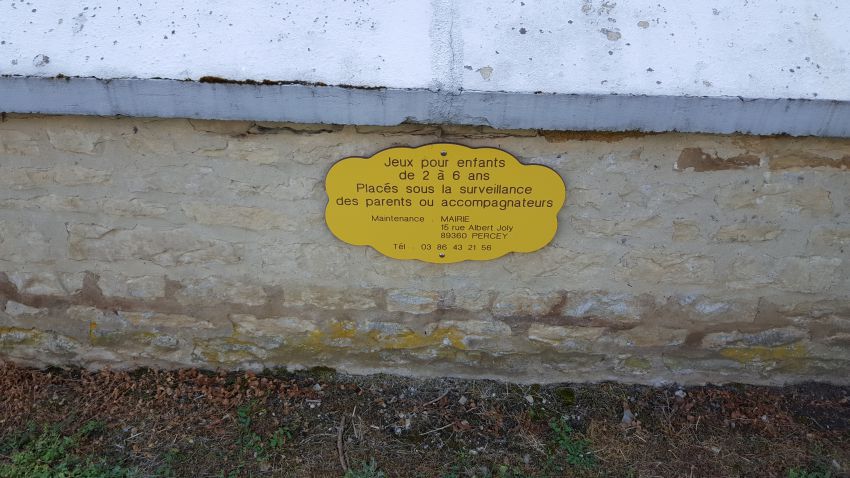 Jeux pour enfants
de 2 à 6 ans
Placés sous la surveillance
des parents ou accompagnateurs
Maintenance : MAIRIE
15 rue Albert Joly
89360 PERCEY
Tél : 03 86 43 21 56